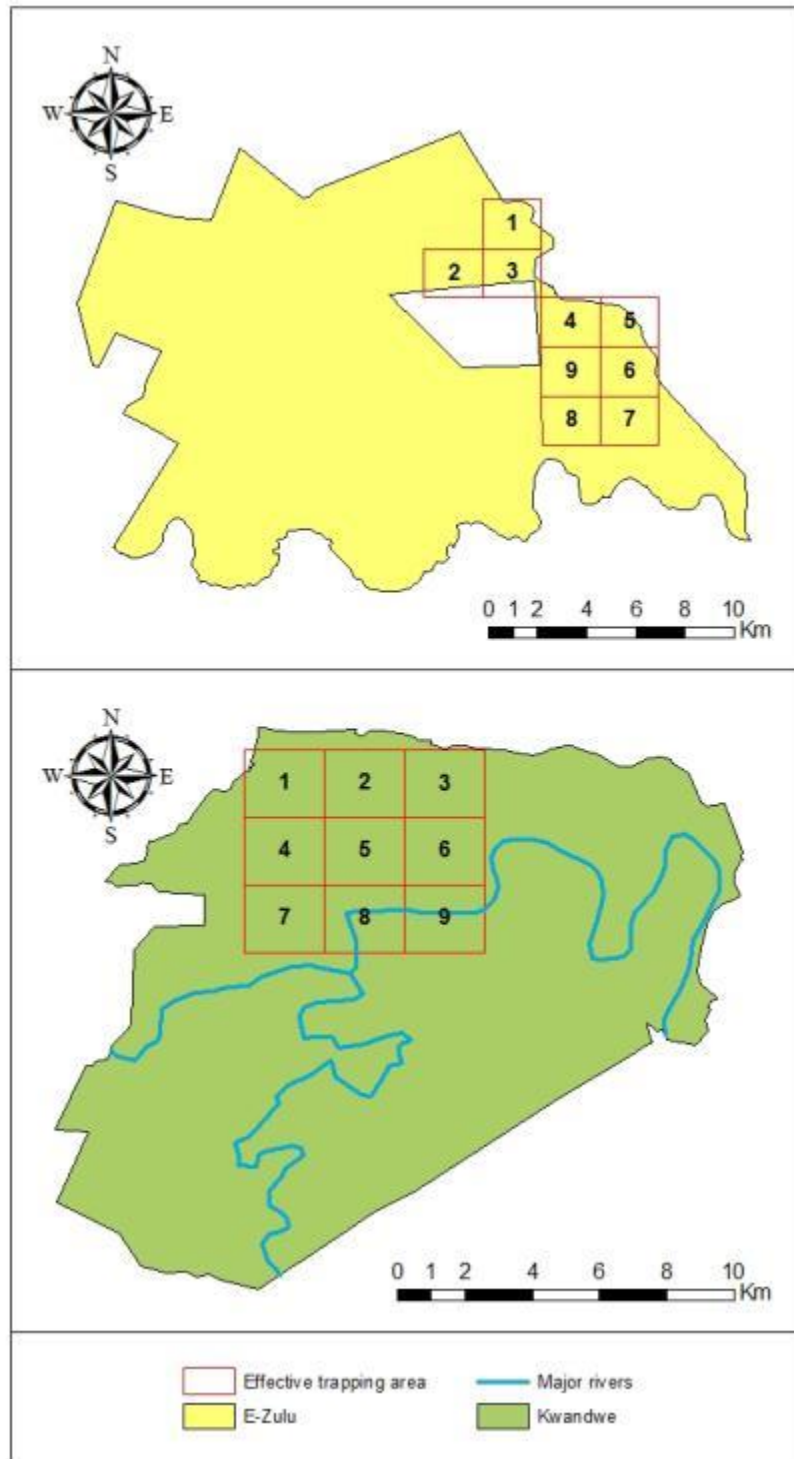 N
W E
S
1
2 3
4 5
9 6
8 7
0 1 2 4 6 8 10
Km
N
W E
S
1 2 3
4 5 6
7 8 9
0 1 2 4 6 8 10
Km
Effective trapping area Major rivers
E-Zulu Kwandwe